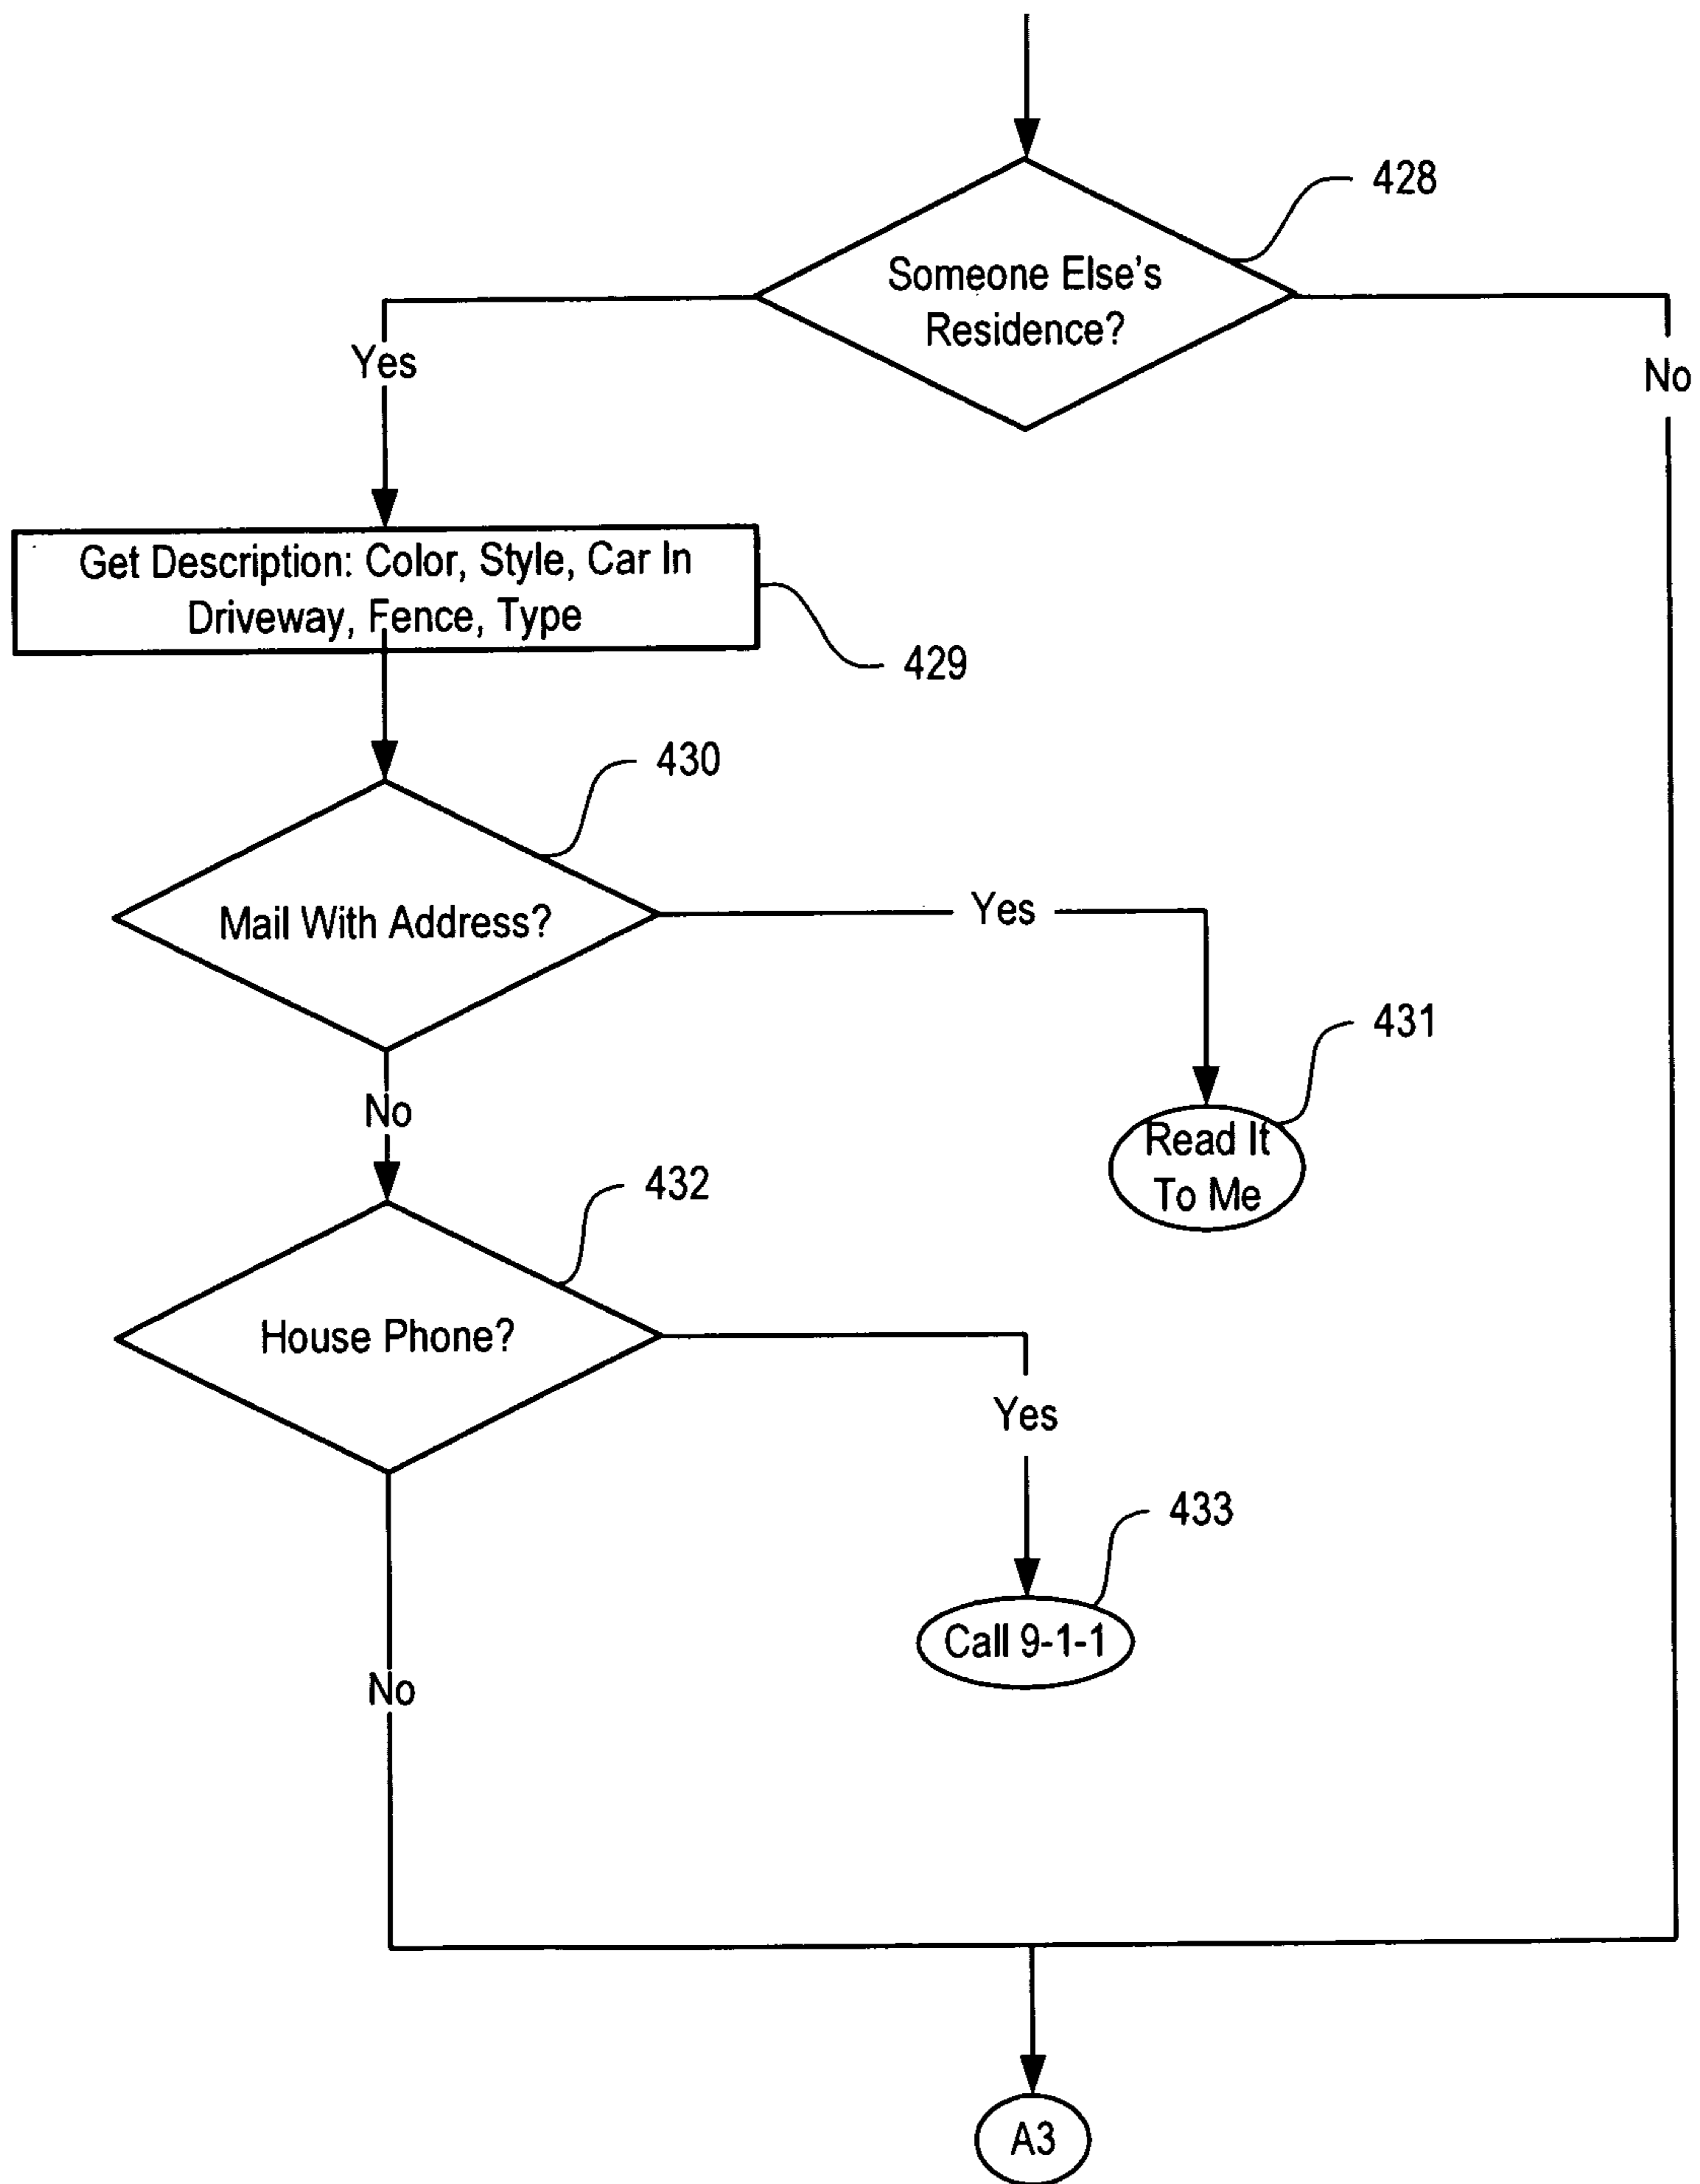 428
Someone Else's
Residence?
Yes
No
Get Description: Color, Style, Car In
Driveway, Fence, Type
429
430
Mail With Address?
Yes
431
No
Read It
To Me
432
House Phone?
Yes
433
Call 9-1-1
No
A3